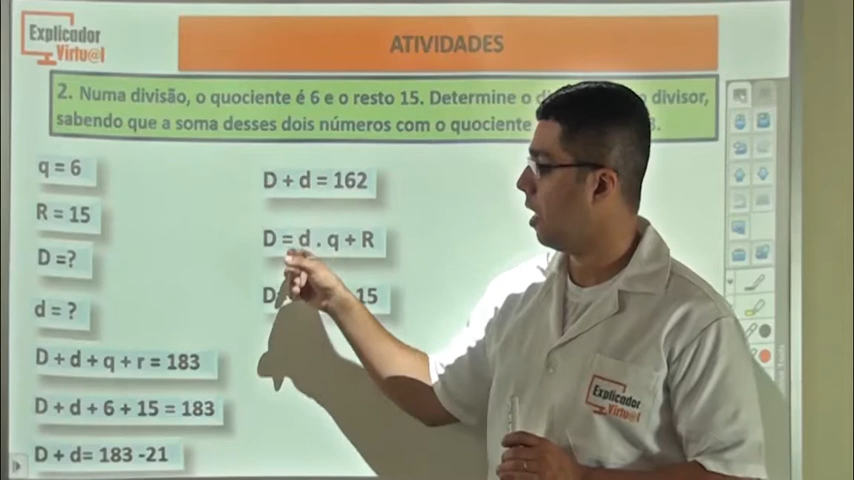 Explicador
Virtu@l
ATIVIDADES
2. Numa divisão, o quociente é 6 e o resto 15. Determine o divisor,
sabendo que a soma desses dois números com o quociente
q = 6
R = 15
D =?
d = ?
D + d + q + r = 183
D + d + 6 + 15 = 183
D + d= 183 -21
D + d = 162
D = d . q + R
D 15
Explicador
Virtu@l